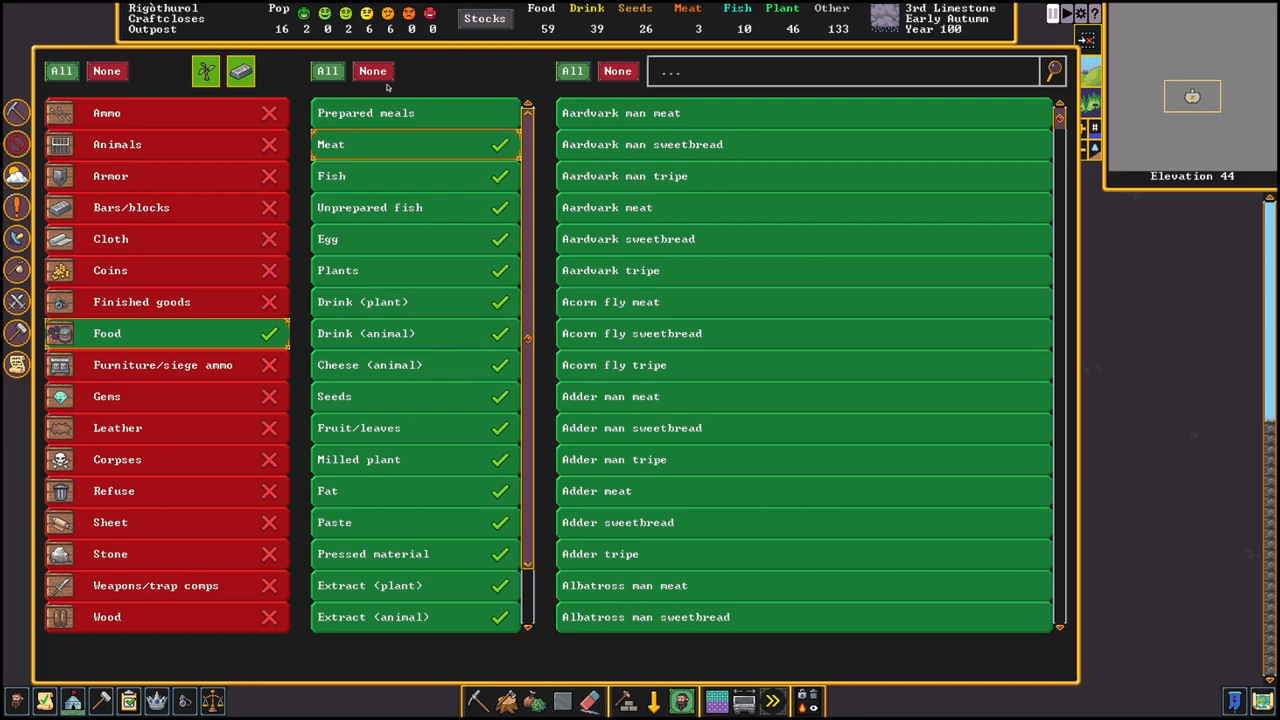 Rigòthurol
Craftcloses
Outpost
Pop
16 2 0 2 6 6 0 0
Stocks
Food Drink Seeds Meat Fish Plant Other
59 39 26 3 10 46 133
3rd Limestone
Early Autumn
Year 100
All None
All None
All None ...
Ammo
Animals
Armor
Bars/blocks
Cloth
Coins
Finished goods
Food
Furniture/siege ammo
Gems
Leather
Corpses
Refuse
Sheet
Stone
Weapons/trap comps
Wood
Prepared meals
Meat
Fish
Unprepared fish
Egg
Plants
Drink (plant)
Drink (animal)
Cheese (animal)
Seeds
Fruit/leaves
Milled plant
Fat
Paste
Pressed material
Extract (plant)
Extract (animal)
Aardvark man meat
Aardvark man sweetbread
Aardvark man tripe
Aardvark meat
Aardvark sweetbread
Aardvark tripe
Acorn fly meat
Acorn fly sweetbread
Acorn fly tripe
Adder man meat
Adder man sweetbread
Adder man tripe
Adder meat
Adder sweetbread
Adder tripe
Albatross man meat
Albatross man sweetbread
Elevation 44